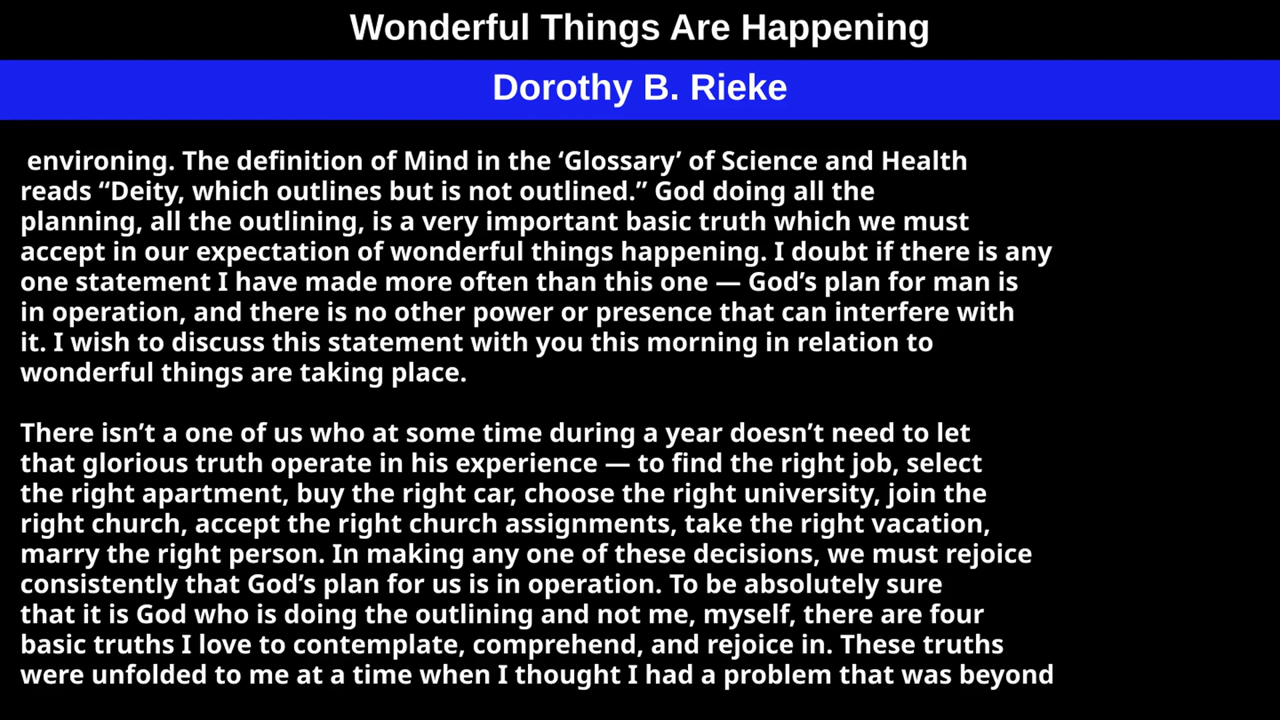 Wonderful Things Are Happening
Dorothy B. Rieke
environing. The definition of Mind in the ‘Glossary’ of Science and Health
reads “Deity, which outlines but is not outlined.” God doing all the
planning, all the outlining, is a very important basic truth which we must
accept in our expectation of wonderful things happening. I doubt if there is any
one statement I have made more often than this one — God’s plan for man is
in operation, and there is no other power or presence that can interfere with
it. I wish to discuss this statement with you this morning in relation to
wonderful things are taking place.
There isn’t a one of us who at some time during a year doesn’t need to let
that glorious truth operate in his experience — to find the right job, select
the right apartment, buy the right car, choose the right university, join the
right church, accept the right church assignments, take the right vacation,
marry the right person. In making any one of these decisions, we must rejoice
consistently that God’s plan for us is in operation. To be absolutely sure
that it is God who is doing the outlining and not me, myself, there are four
basic truths I love to contemplate, comprehend, and rejoice in. These truths
were unfolded to me at a time when I thought I had a problem that was beyond